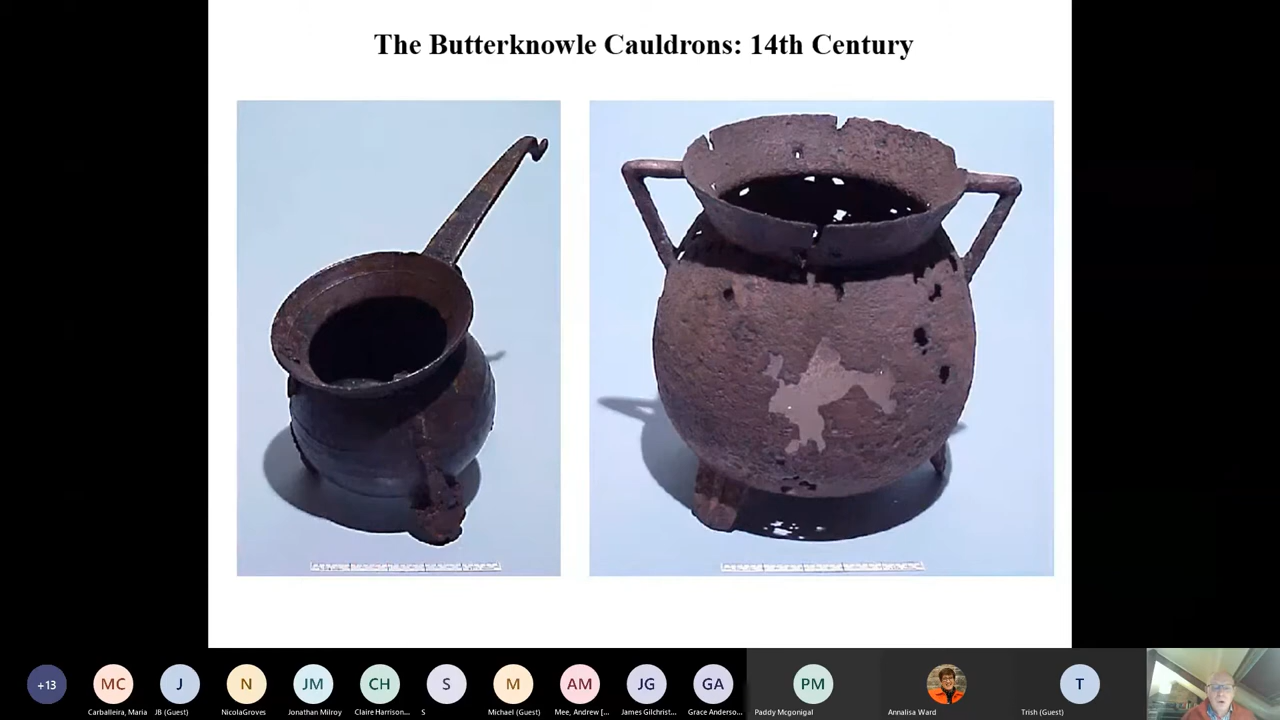 The Butterknowle Cauldrons: 14th Century
+13
MC
J
N
JM
CH
S
M
AM
JG
GA
PM
T
Carballeira, Maria
JB (Guest)
NicolaGroves
Jonathan Milroy
Claire Harrison...
S
Michael (Guest)
Mee, Andrew [...
James Gilchrist...
Grace Anderso...
Paddy Mcgonigal
Annalisa Ward
Trish (Guest)